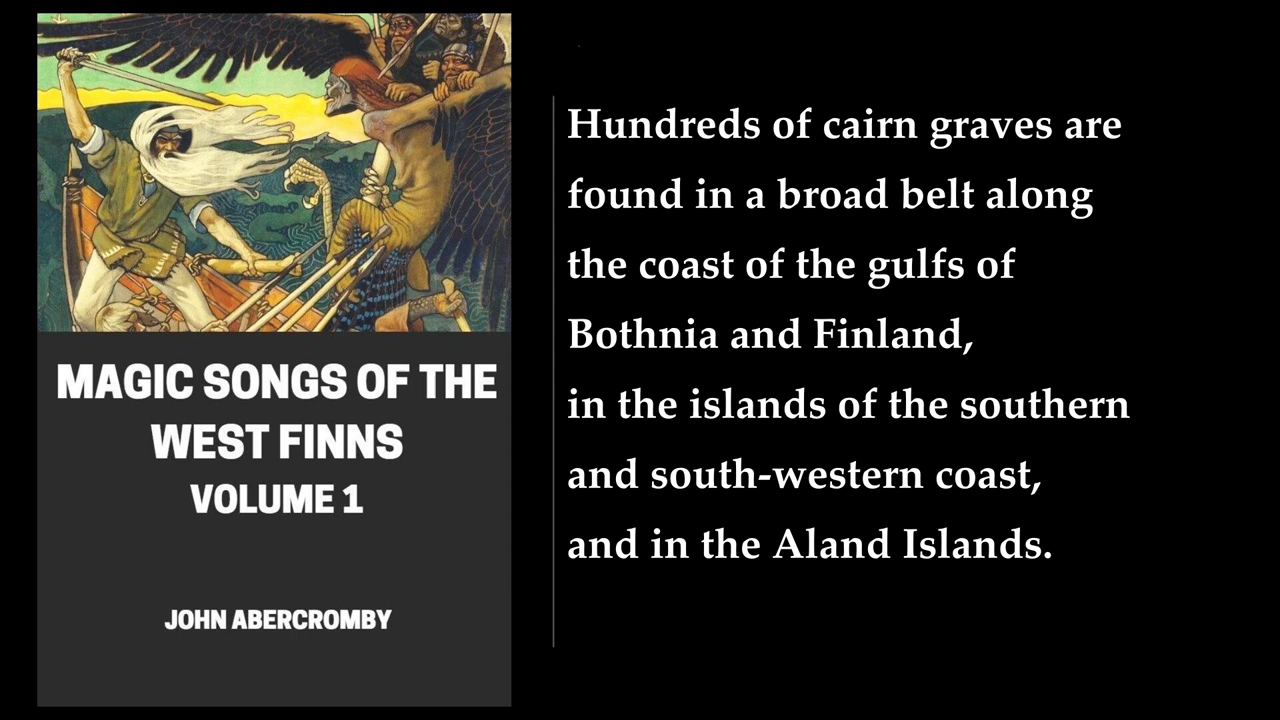 MAGIC SONGS OF THE
WEST FINNS
VOLUME 1
JOHN ABERCROMBY
Hundreds of cairn graves are
found in a broad belt along
the coast of the gulfs of
Bothnia and Finland,
in the islands of the southern
and south-western coast,
and in the Aland Islands.